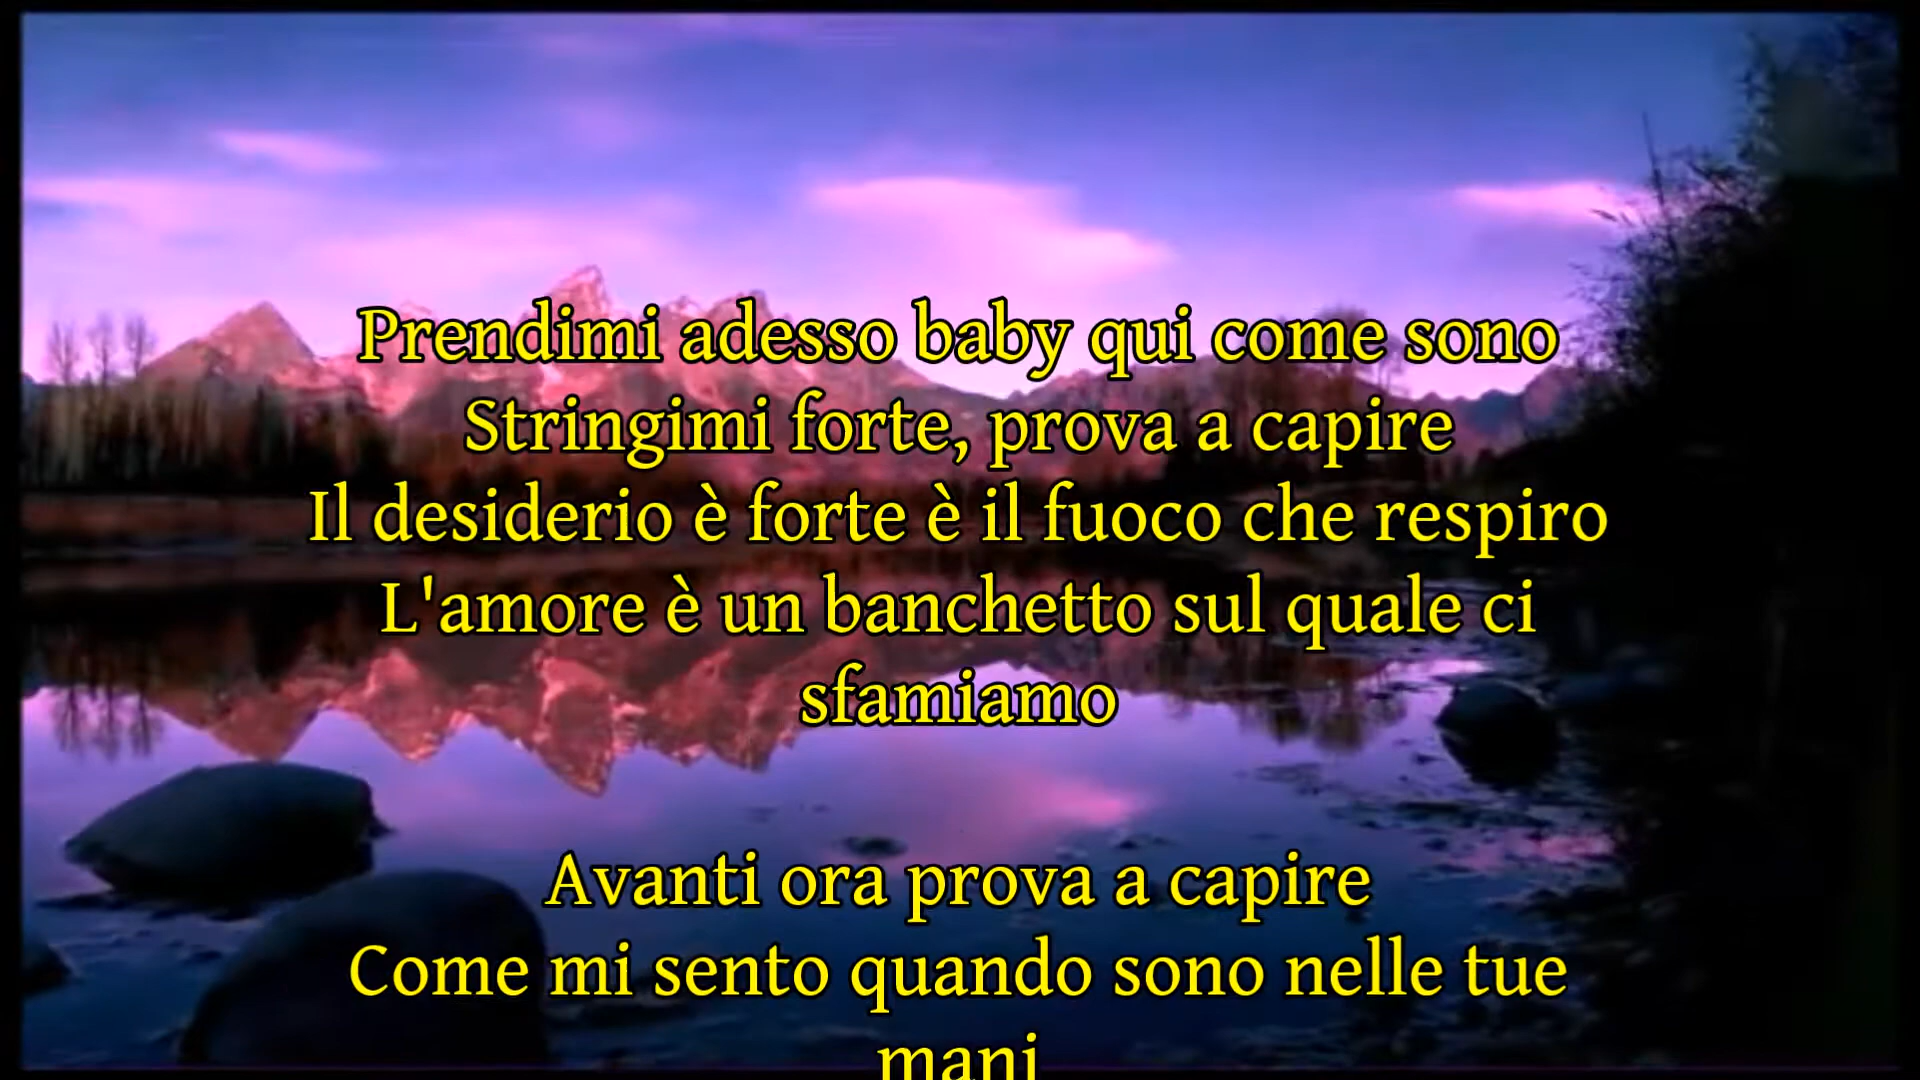 Prendimi adesso baby qui come sono
Stringimi forte, prova a capire
Il desiderio è forte è il fuoco che respiro
L'amore è un banchetto sul quale ci
sfamiamo
Avanti ora prova a capire
Come mi sento quando sono nelle tue
mani